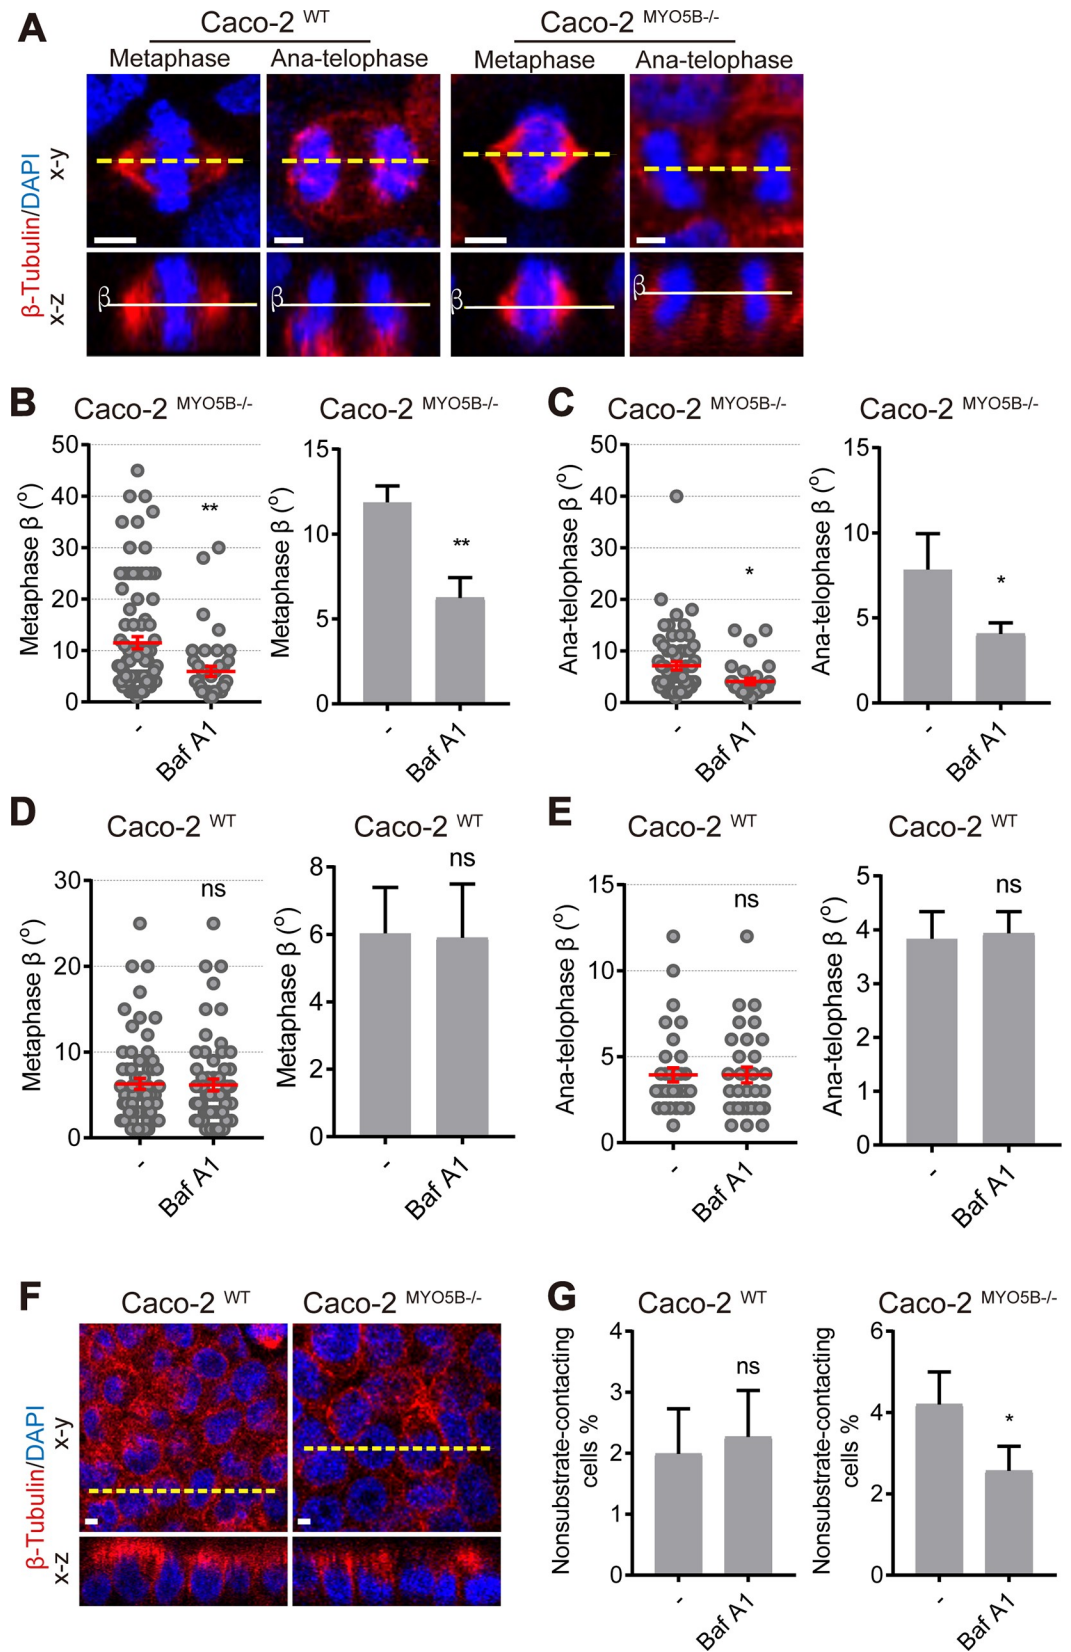 A
Caco-2 WT
Caco-2 MYO5B-/-
Metaphase
Ana-telophase
Metaphase
Ana-telophase
β-Tubulin/DAPI
x-y
x-z
β
β
β
β
B
Caco-2 MYO5B-/-
Metaphase β (o)
50
40
30
20
10
0
**
-
Baf A1
Caco-2 MYO5B-/-
Metaphase β (o)
15
10
5
0
**
-
Baf A1
C
Caco-2 MYO5B-/-
Ana-telophase β (o)
50
40
30
20
10
0
*
-
Baf A1
Caco-2 MYO5B-/-
Ana-telophase β (o)
15
10
5
0
*
-
Baf A1
D
Caco-2 WT
Metaphase β (o)
30
20
10
0
ns
-
Baf A1
Caco-2 WT
Metaphase β (o)
8
6
4
2
0
ns
-
Baf A1
E
Caco-2 WT
Ana-telophase β (o)
15
10
5
0
ns
-
Baf A1
Caco-2 WT
Ana-telophase β (o)
5
4
3
2
1
0
ns
-
Baf A1
F
Caco-2 WT
Caco-2 MYO5B-/-
β-Tubulin/DAPI
x-y
x-z
G
Caco-2 WT
Nonsubstrate-contacting
cells %
4
3
2
1
0
ns
-
Baf A1
Caco-2 MYO5B-/-
Nonsubstrate-contacting
cells %
6
4
2
0
*
-
Baf A1